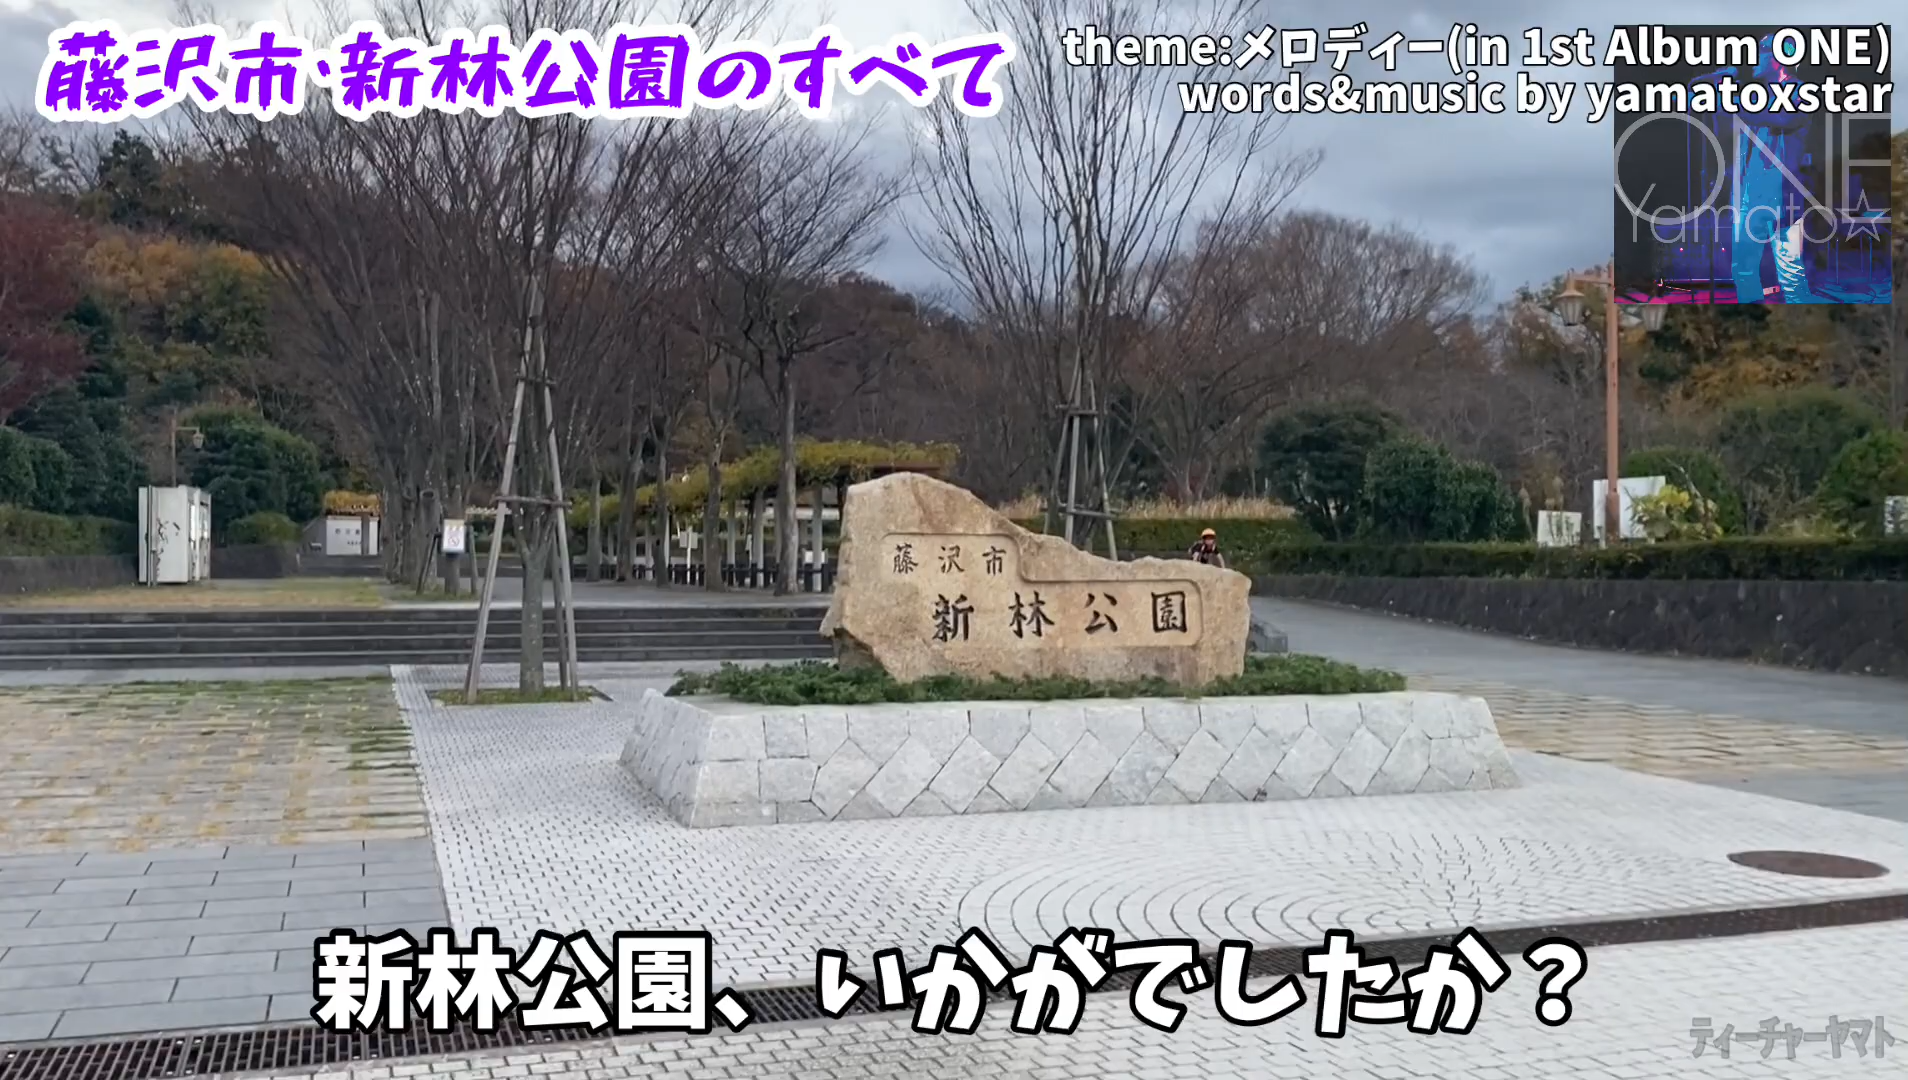 藤沢市・新林公園のすべて
theme:メロディー(in 1st Album ONE)
words&music by yamatoxstar
ONE
Yamato☆
藤沢市
新林公園
新林公園、いかがでしたか？
ティーチャーヤマト